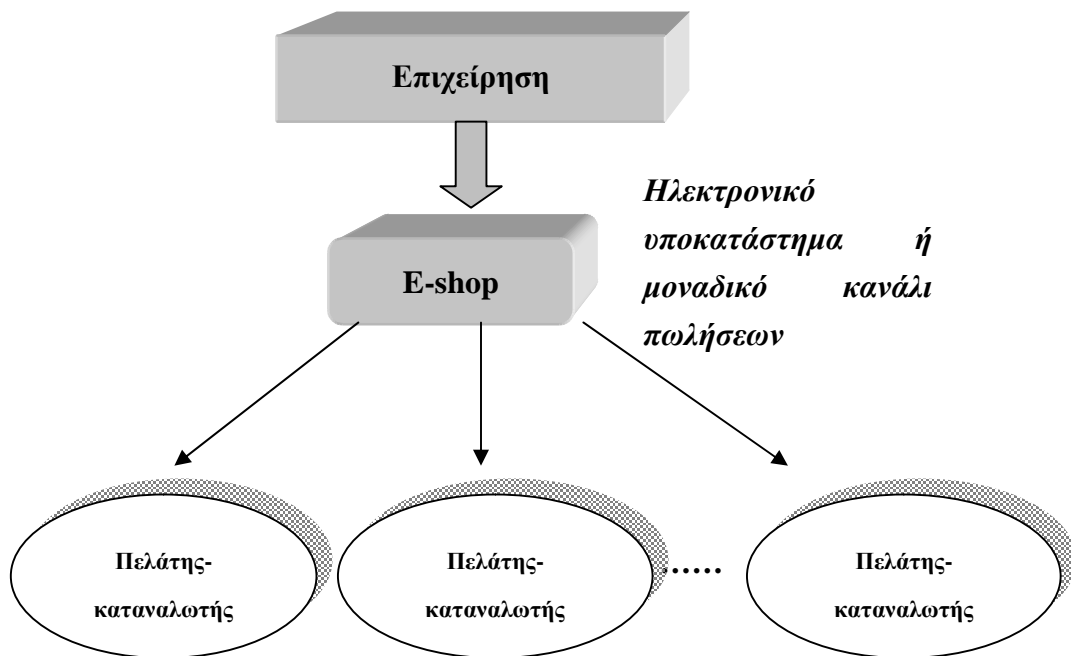 Επιχείρηση
Ηλεκτρονικό
υποκατάστημα ή
μοναδικό κανάλι
πωλήσεων
E-shop
Πελάτης-
καταναλωτής
Πελάτης-
καταναλωτής
......
Πελάτης-
καταναλωτής